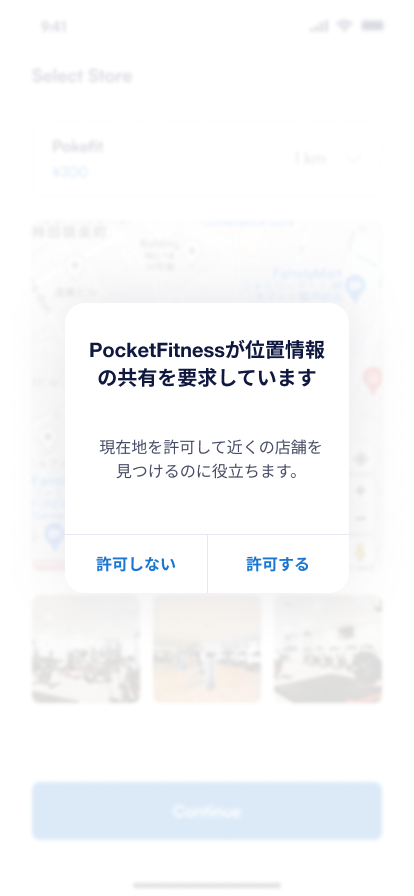 9:41
Select Store
Pokefit
¥300
1 km
FamilyMart
PocketFitnessが位置情報
の共有を要求しています
現在地を許可して近くの店舗を
見つけるのに役立ちます。
許可しない
許可する
Continue